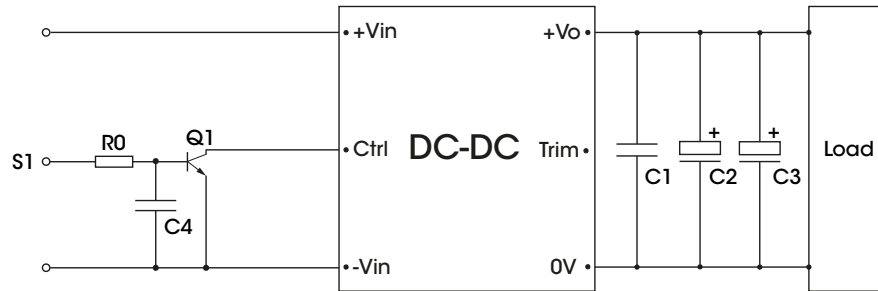 +Vin
+Vo
S1
R0
Q1
Ctrl
DC-DC
Trim
C1
+
C2
+
C3
Load
C4
-Vin
0V